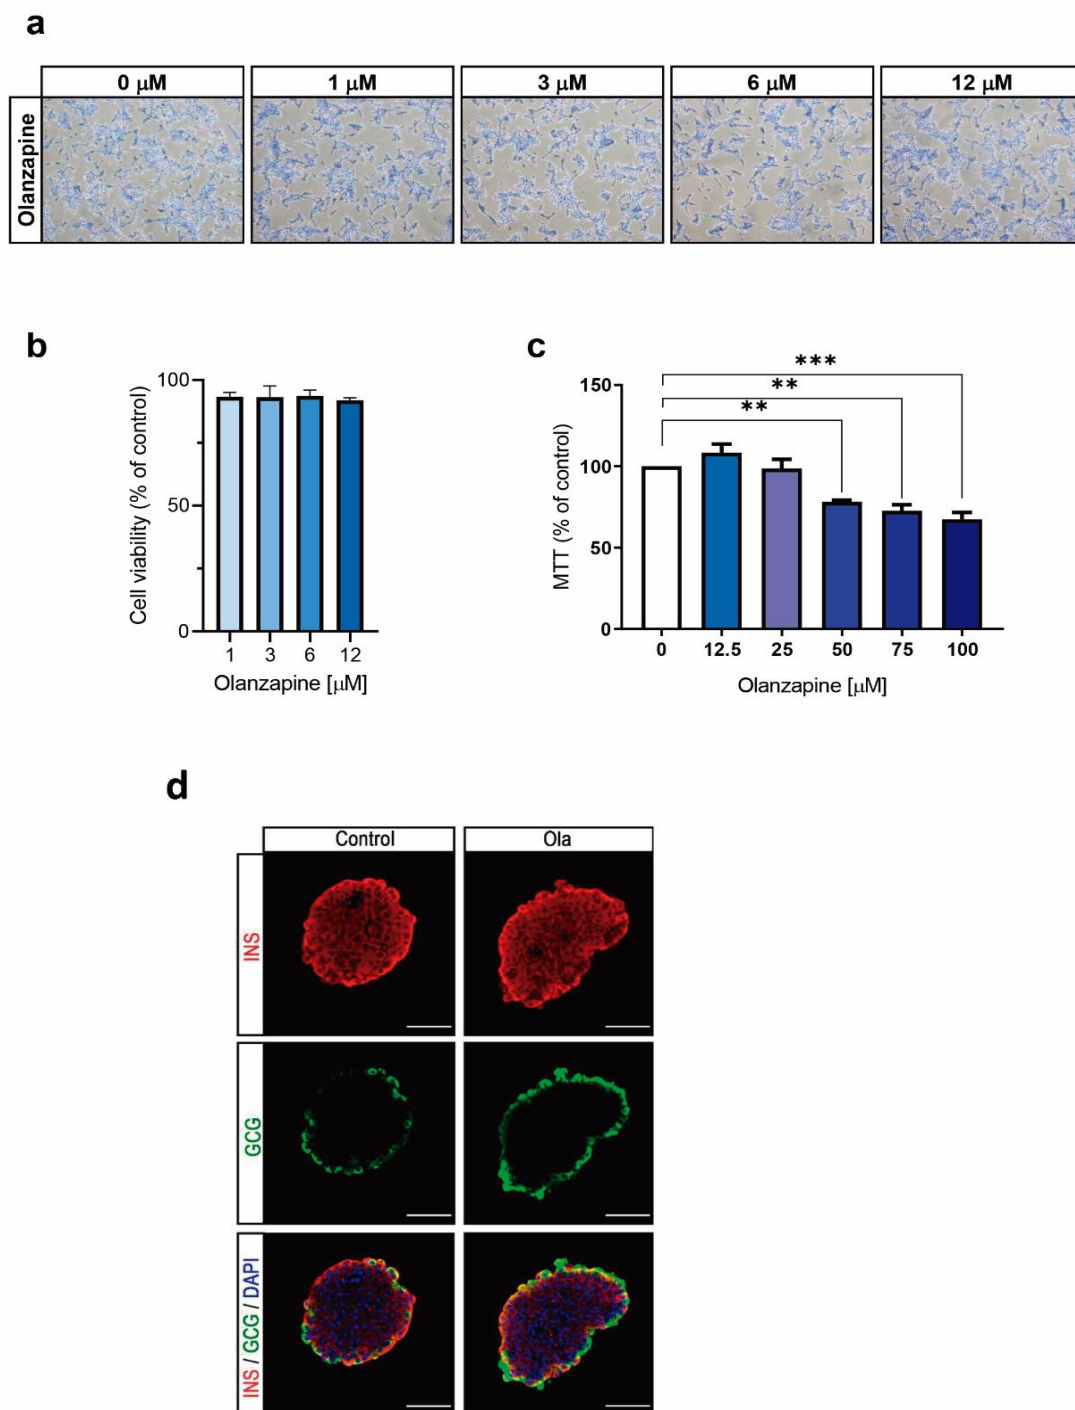 a
0 μM 1 μM 3 μM 6 μM 12 μM
Olanzapine
b
Cell viability (% of control)
100
50
0
1 3 6 12
Olanzapine [μM]
c
MTT (% of control)
150
100
50
0
***
**
**
0 12.5 25 50 75 100
Olanzapine [μM]
d
Control Ola
INS
GCG
INS / GCG / DAPI